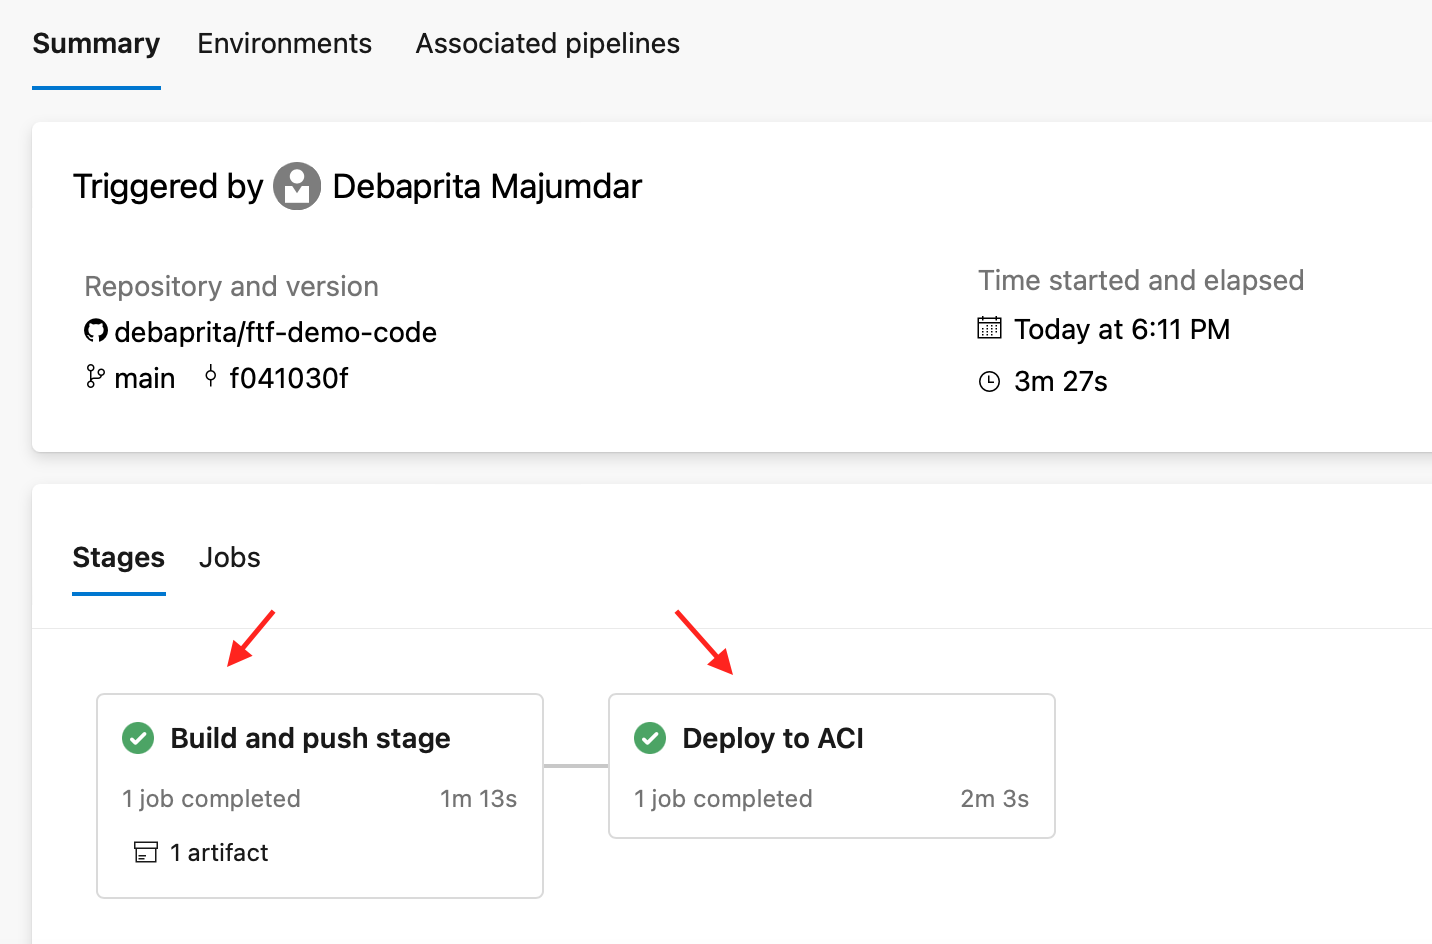 Summary Environments Associated pipelines
Triggered by Debaprita Majumdar
Repository and version
debaprita/ftf-demo-code
main f041030f
Time started and elapsed
Today at 6:11 PM
3m 27s
Stages Jobs
Build and push stage
1 job completed 1m 13s
1 artifact
Deploy to ACI
1 job completed 2m 3s